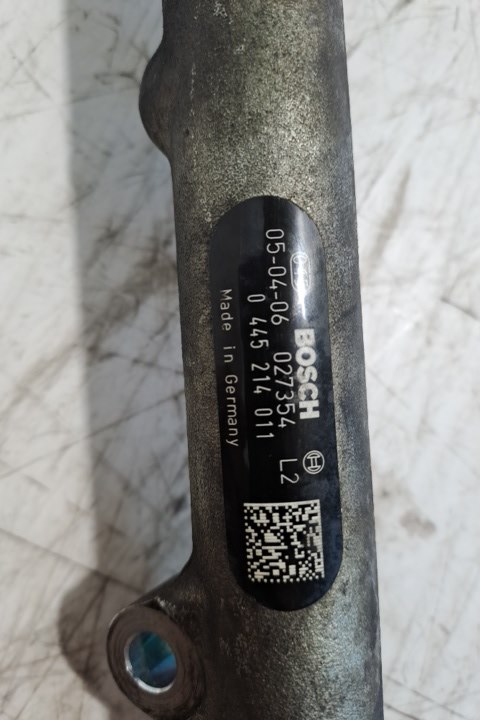 BOSCH
05-04-06 027354 L2
0 445 214 011
Made in Germany